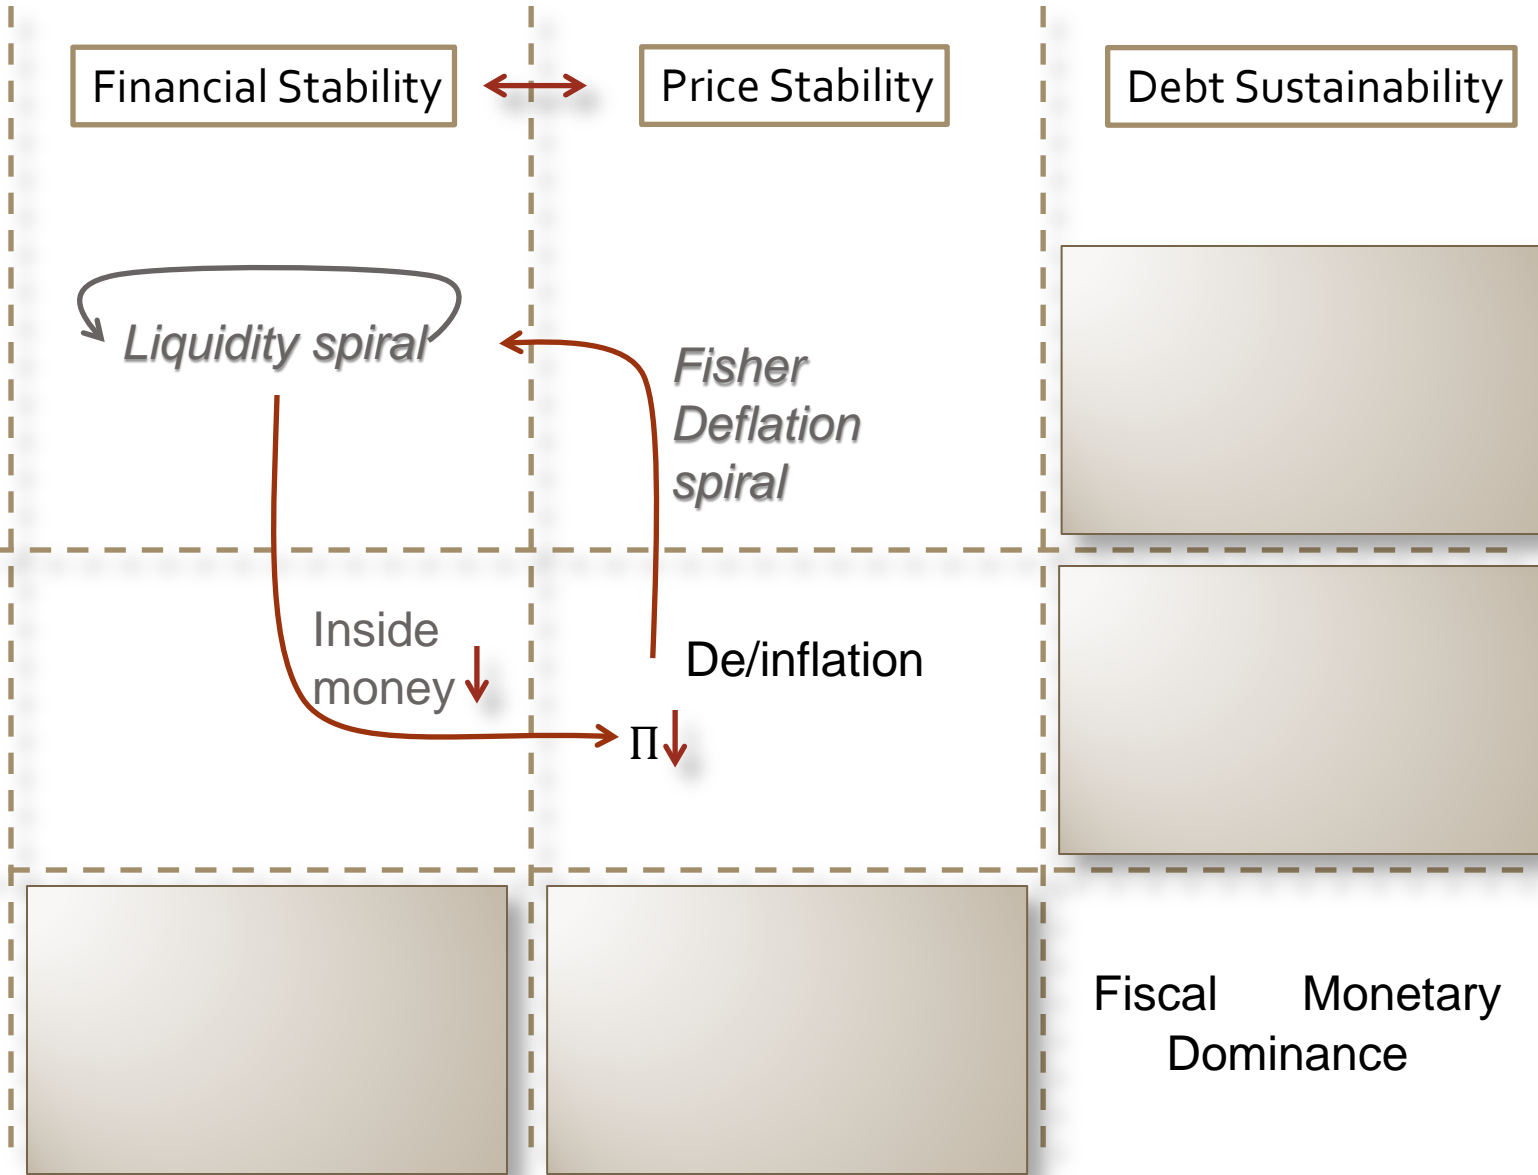 Financial Stability
Price Stability
Debt Sustainability
Liquidity spiral
Fisher
Deflation
spiral
Inside
money
De/inflation
Π
Fiscal Monetary
Dominance